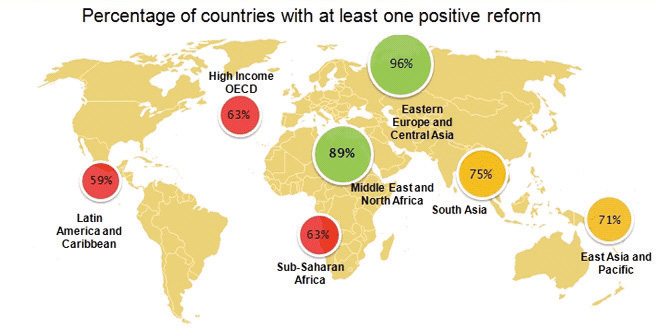 Percentage of countries with at least one positive reform
96%
Eastern
Europe and
Central Asia
High Income
OECD
63%
89%
Middle East and
North Africa
59%
Latin
America and
Caribbean
75%
South Asia
63%
Sub-Saharan
Africa
71%
East Asia and
Pacific